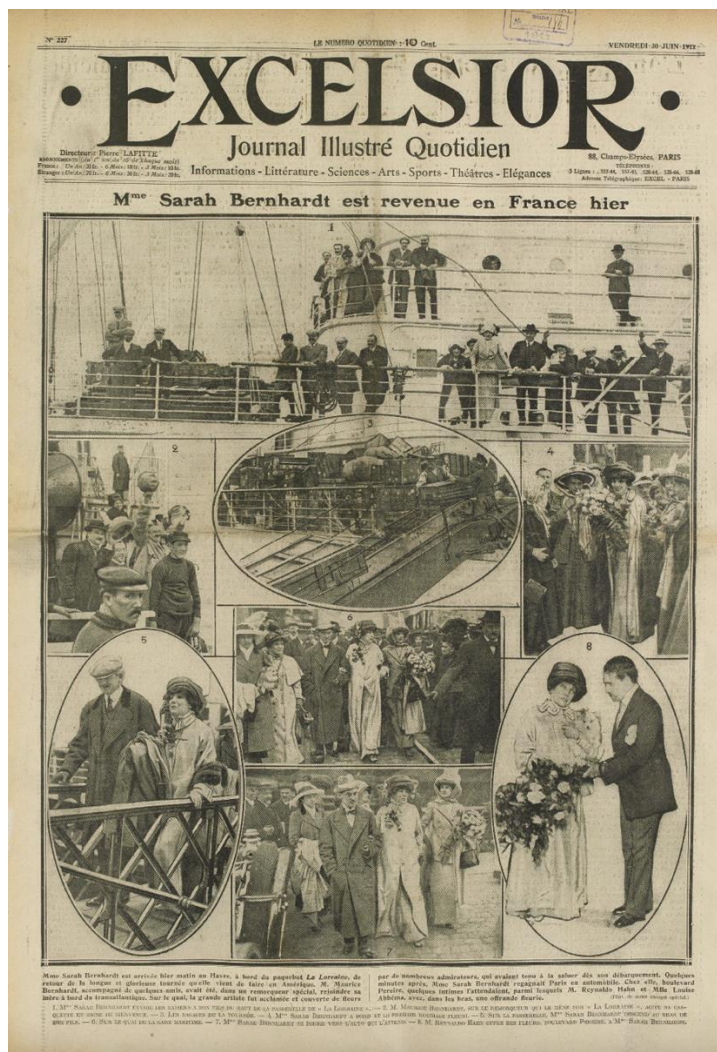 N° 227
LE NUMÉRO QUOTIDIEN : 10 Cent.
VENDREDI 30 JUIN 1911
• EXCELSIOR •
Journal Illustré Quotidien
Informations - Littérature - Sciences - Arts - Sports - Théâtres - Elégances
Directeur : Pierre LAFITTE
88, Champs-Elysées, PARIS
TÉLÉPHONE :
Adresse Télégraphique : EXCEL - PARIS
Mme Sarah Bernhardt est revenue en France hier
1
2
3
4
5
6
7
8
Mme Sarah Bernhardt est arrivée hier matin au Havre, à bord du paquebot La Lorraine, de
retour de la longue et glorieuse tournée qu'elle vient de faire en Amérique. M. Maurice
Bernhardt, accompagné de quelques amis, avait été, dans un remorqueur spécial, rejoindre sa
mère à bord du transatlantique. Sur le quai, la grande artiste fut acclamée et couverte de fleurs
par de nombreux admirateurs, qui avaient tenu à la saluer dès son débarquement. Quelques
minutes après, Mme Sarah Bernhardt regagnait Paris en automobile. Chez elle, boulevard
Pereire, quelques intimes l'attendaient, parmi lesquels M. Reynaldo Hahn et Mlle Louise
Abbéma, avec, dans les bras, une offrande fleurie.